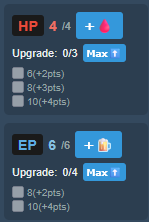 HP 4 /4 +
Upgrade: 0/3 Max
6(+2pts)
8(+3pts)
10(+4pts)
EP 6 /6 +
Upgrade: 0/4 Max
8(+2pts)
10(+4pts)